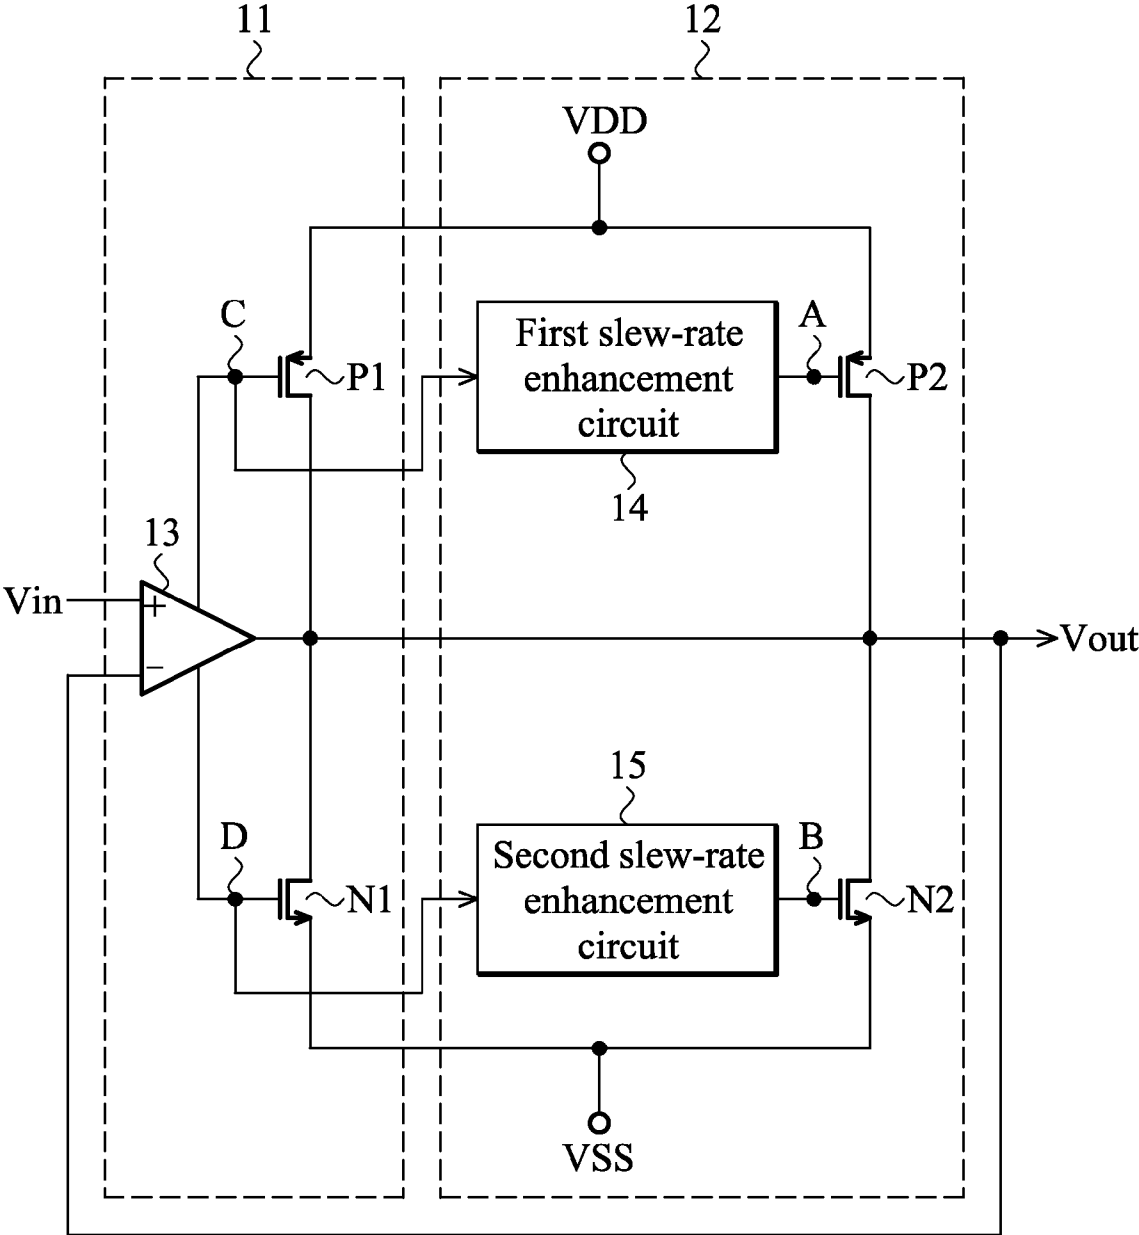 11
12
VDD
C
P1
First slew-rate
enhancement
circuit
A
P2
14
13
Vin
+
−
Vout
15
D
N1
Second slew-rate
enhancement
circuit
B
N2
VSS